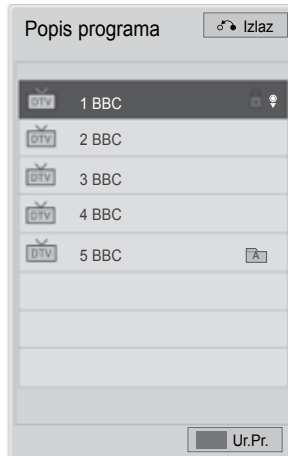 Popis programa
Izlaz
DTV 1 BBC
DTV 2 BBC
DTV 3 BBC
DTV 4 BBC
DTV 5 BBC A
Ur.Pr.